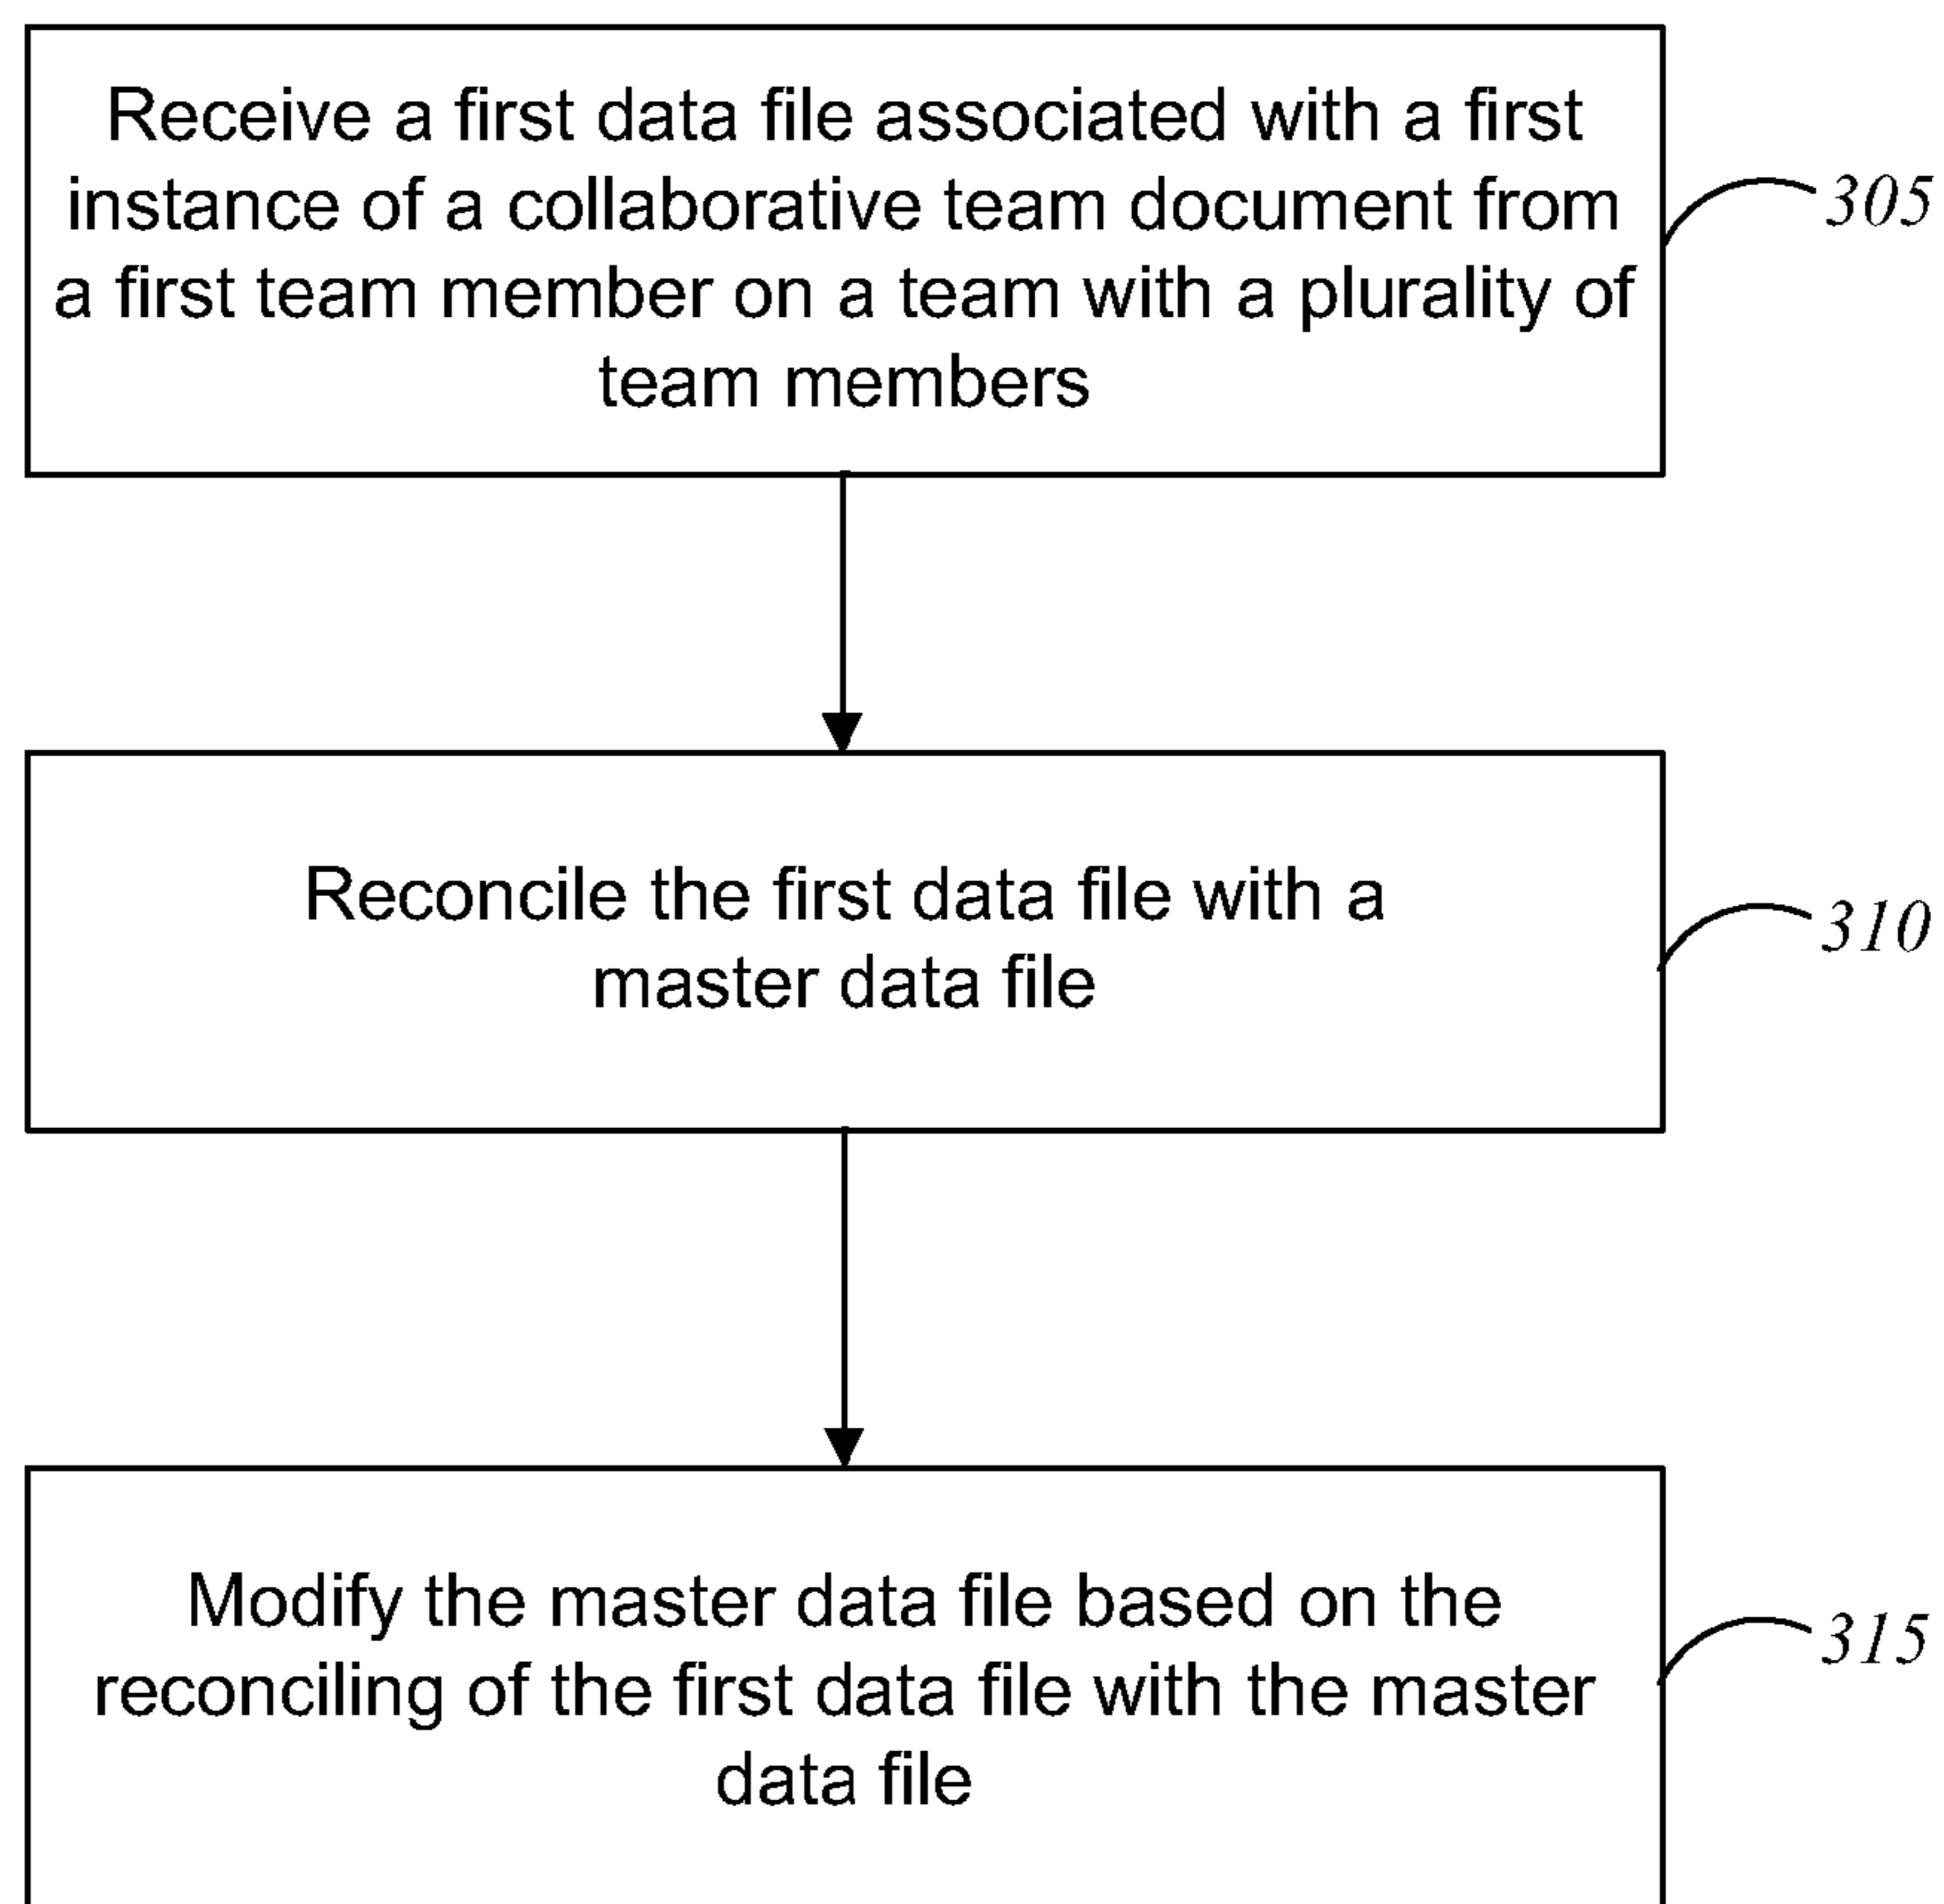 Receive a first data file associated with a first
instance of a collaborative team document from
a first team member on a team with a plurality of
team members
305
Reconcile the first data file with a
master data file
310
Modify the master data file based on the
reconciling of the first data file with the master
data file
315